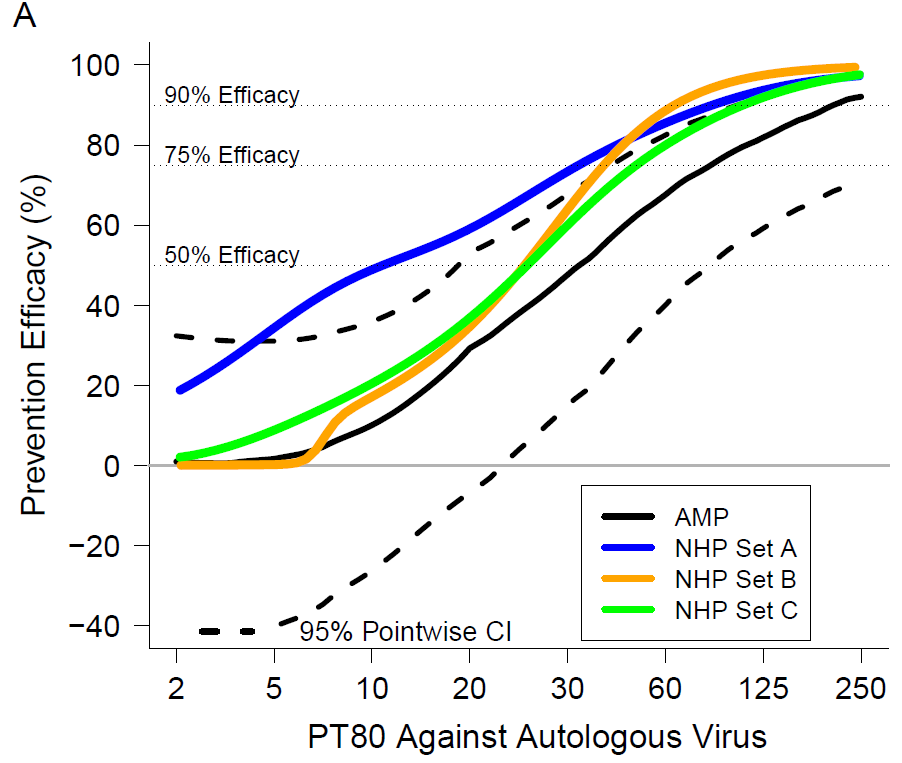 A
Prevention Efficacy (%)
100
80
60
40
20
0
−20
−40
90% Efficacy
75% Efficacy
50% Efficacy
95% Pointwise CI
AMP
NHP Set A
NHP Set B
NHP Set C
2 5 10 20 30 60 125 250
PT80 Against Autologous Virus